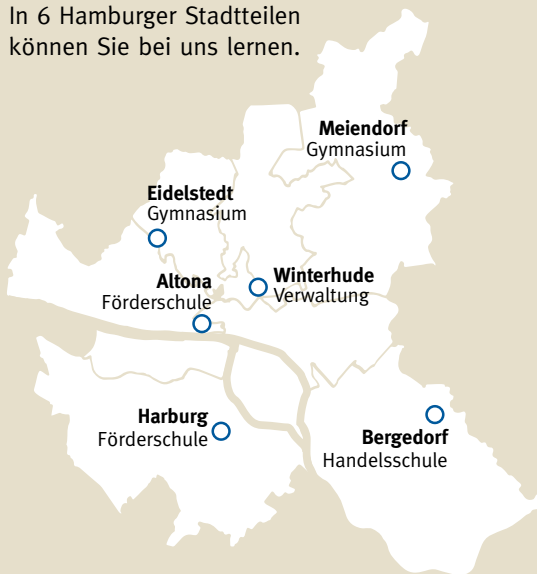 In 6 Hamburger Stadtteilen
können Sie bei uns lernen.
Meiendorf
Gymnasium
Eidelstedt
Gymnasium
Altona
Förderschule
Winterhude
Verwaltung
Harburg
Förderschule
Bergedorf
Handelsschule